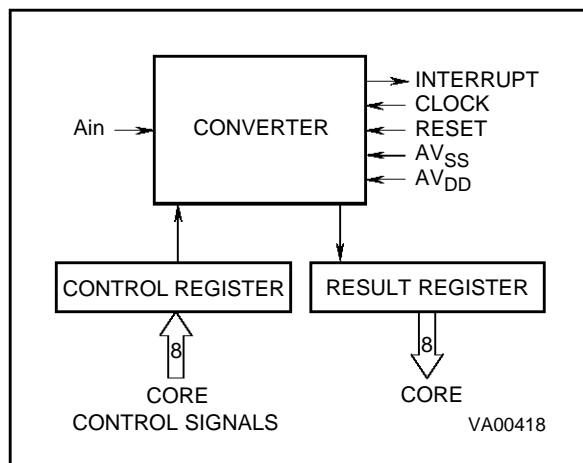 INTERRUPT
CLOCK
Ain
CONVERTER
RESET
AVSS
AVDD
CONTROL REGISTER
RESULT REGISTER
8
8
CORE
CONTROL SIGNALS
CORE
VA00418